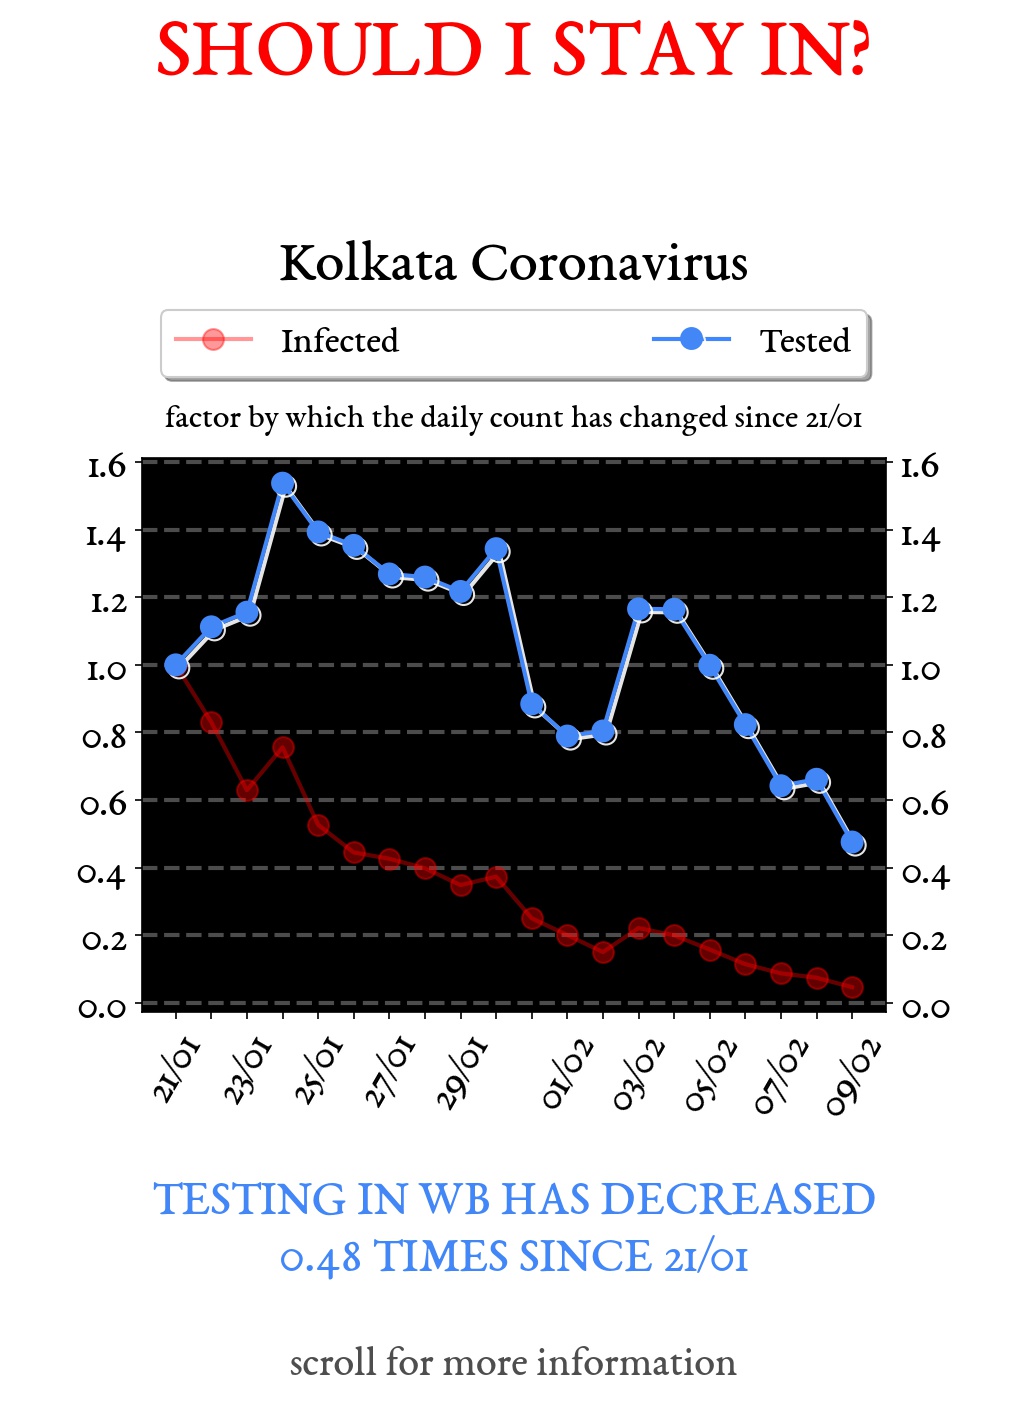 SHOULD I STAY IN?
Kolkata Coronavirus
Infected Tested
factor by which the daily count has changed since 21/01
1.6 1.6
1.4 1.4
1.2 1.2
1.0 1.0
0.8 0.8
0.6 0.6
0.4 0.4
0.2 0.2
0.0 0.0
21/01 23/01 25/01 27/01 29/01 01/02 03/02 05/02 07/02 09/02
TESTING IN WB HAS DECREASED
0.48 TIMES SINCE 21/01
scroll for more information